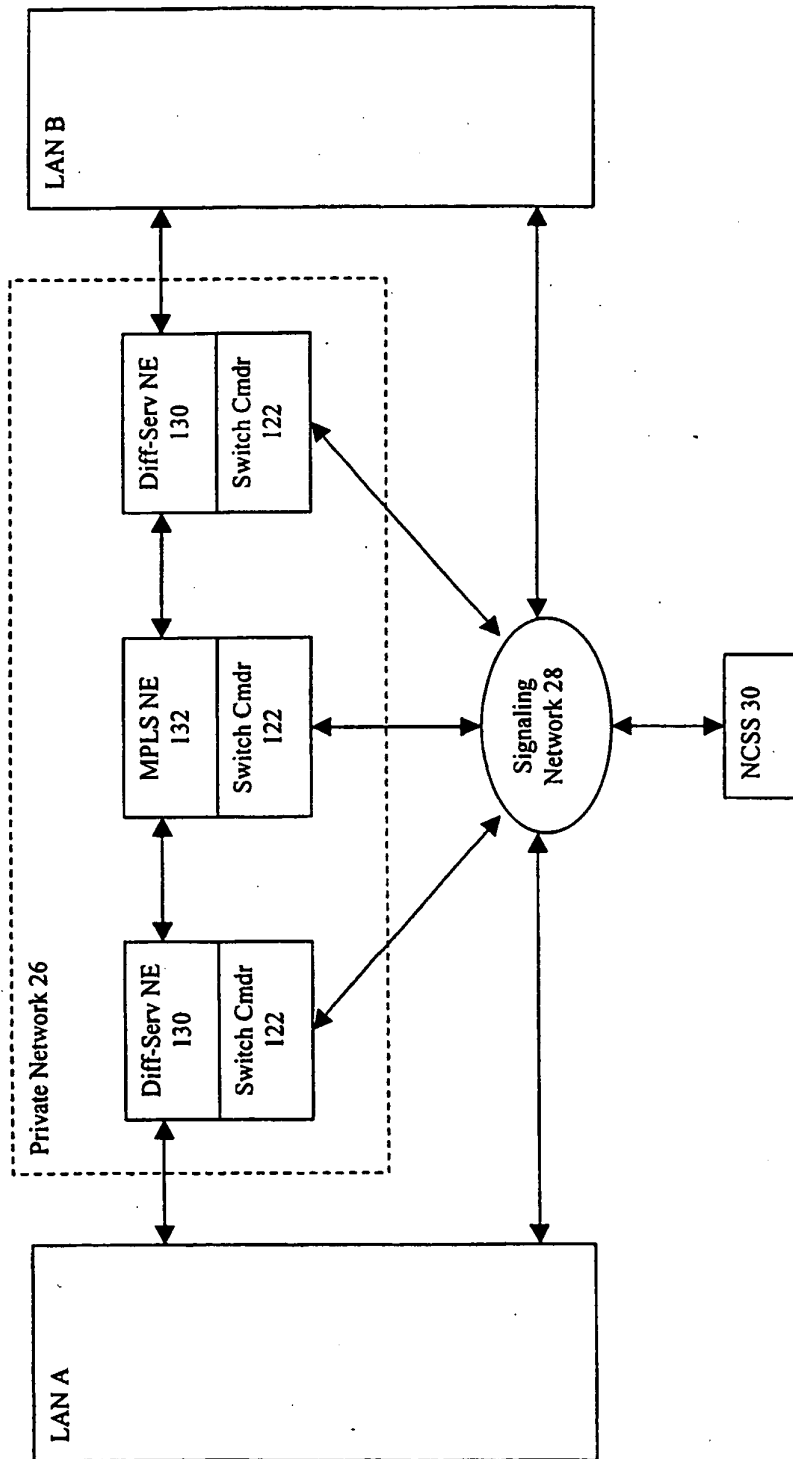 Private Network 26
LAN A
Diff-Serv NE
130
Switch Cmdr
122
MPLS NE
132
Switch Cmdr
122
Diff-Serv NE
130
Switch Cmdr
122
LAN B
Signaling
Network 28
NCSS 30